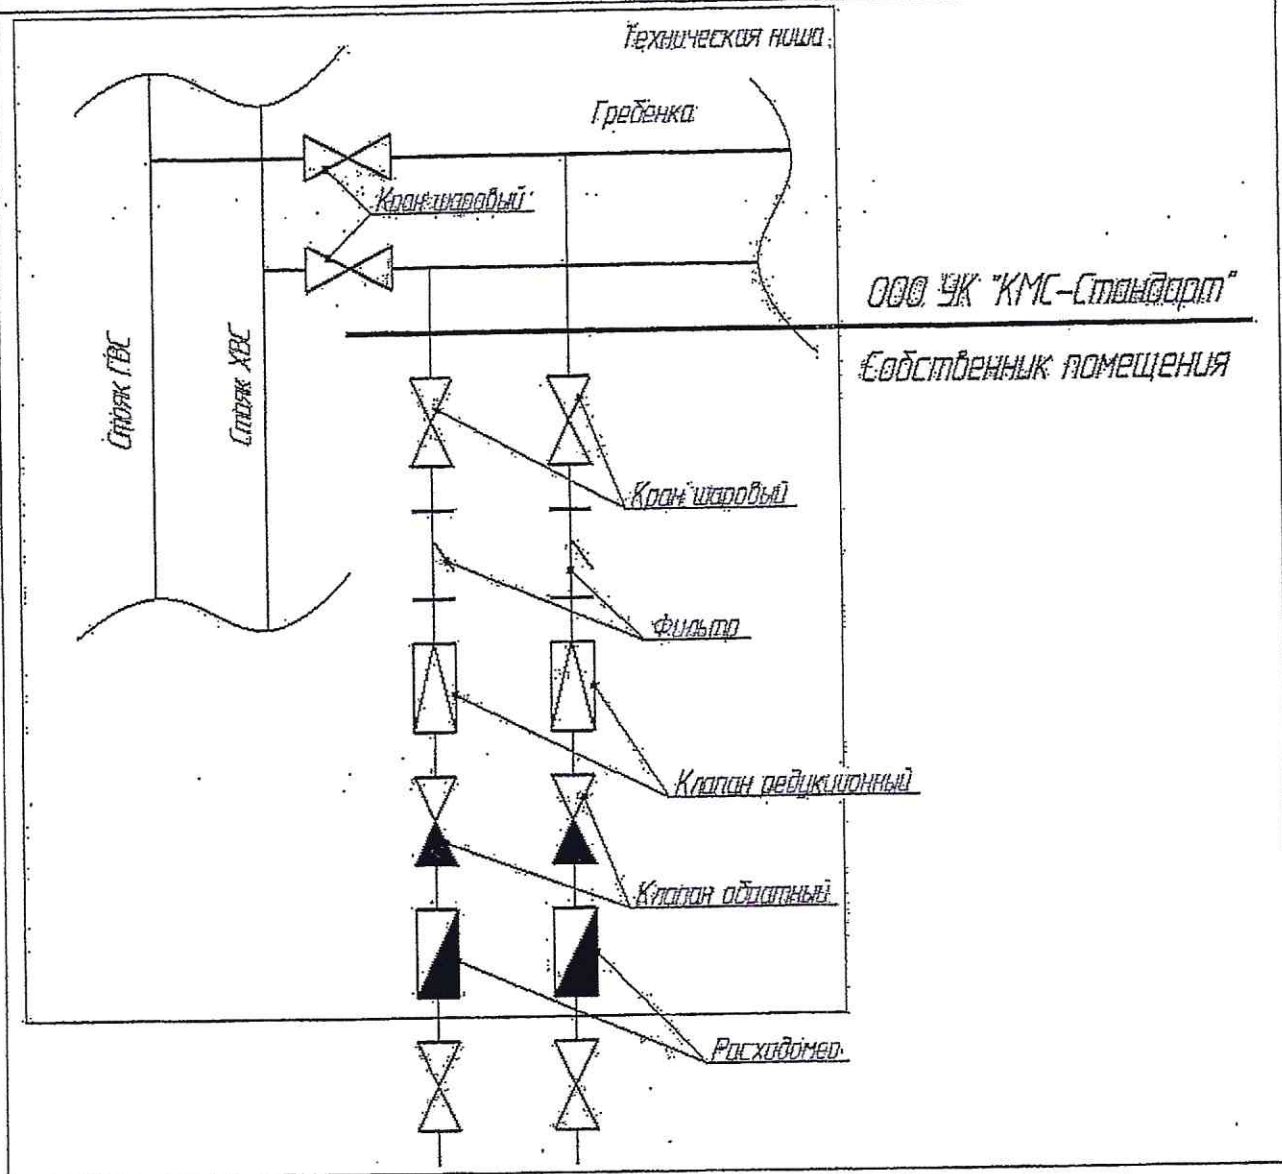 Техническая ниша
Гребенка
Кран шаровый
ООО УК "КМС-Стандарт"
Собственник помещения
Стояк ГВС
Стояк ХВС
Кран шаровый
Фильтр
Клапан редукционный
Клапан обратный
Расходомер